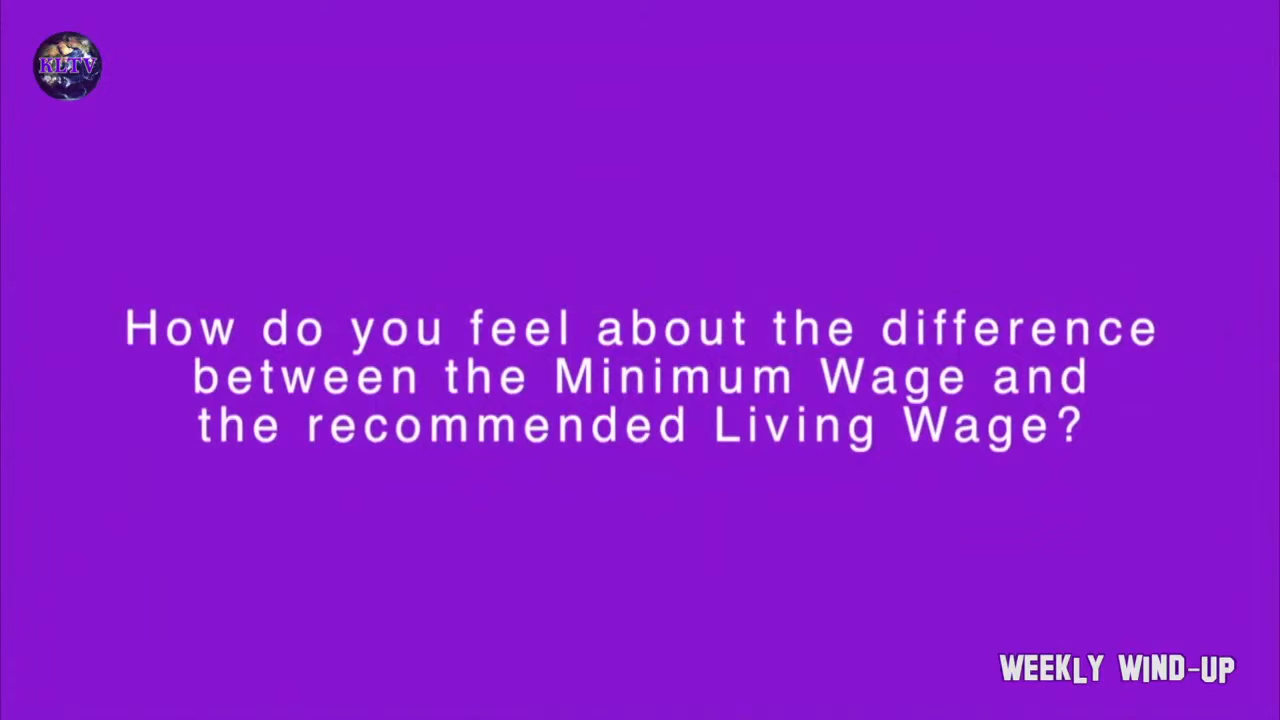 KLTV
How do you feel about the difference
between the Minimum Wage and
the recommended Living Wage?
WEEKLY WIND-UP